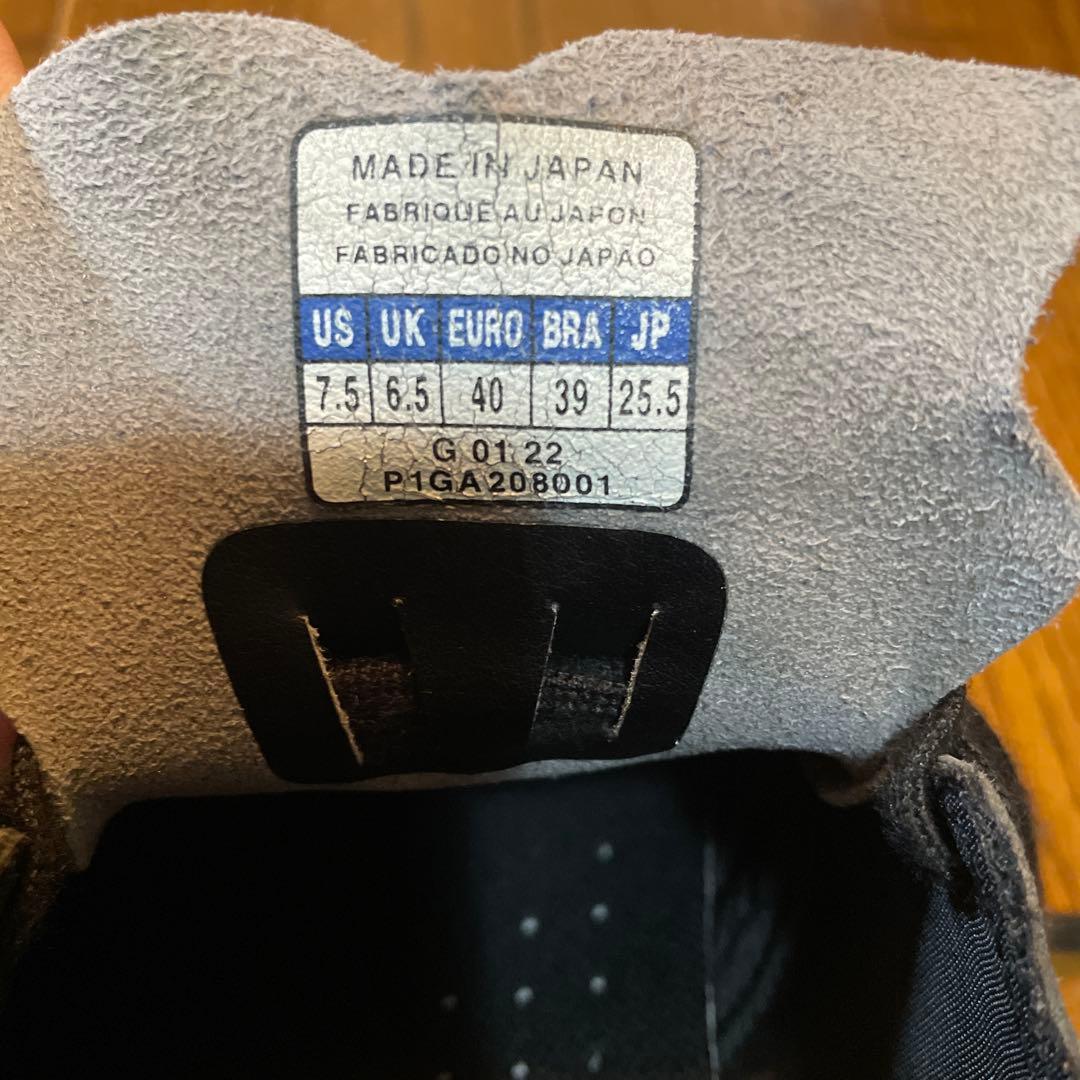 MADE IN JAPAN
FABRIQUE AU JAPON
FABRICADO NO JAPAO
US UK EURO BRA JP
7.5 6.5 40 39 25.5
G 01 22
P1GA208001